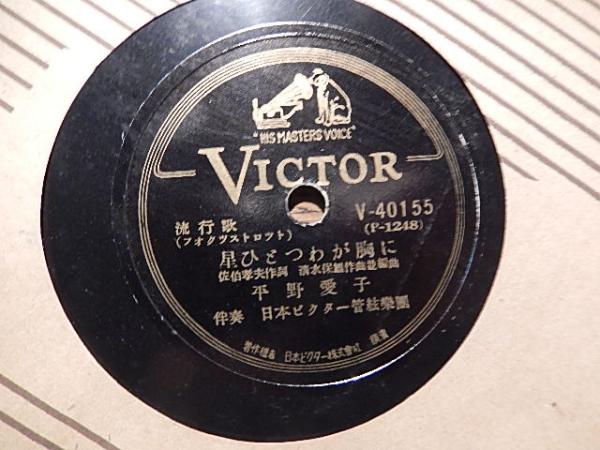 "HIS MASTERS VOICE"
VICTOR
流行歌
(フオクツストロツト)
V-40155
(P-1248)
星ひとつわが胸に
佐伯孝夫作詞 清水保雄作曲並編曲
平野愛子
伴奏 日本ビクター管絃樂團
日本ビクター株式會社